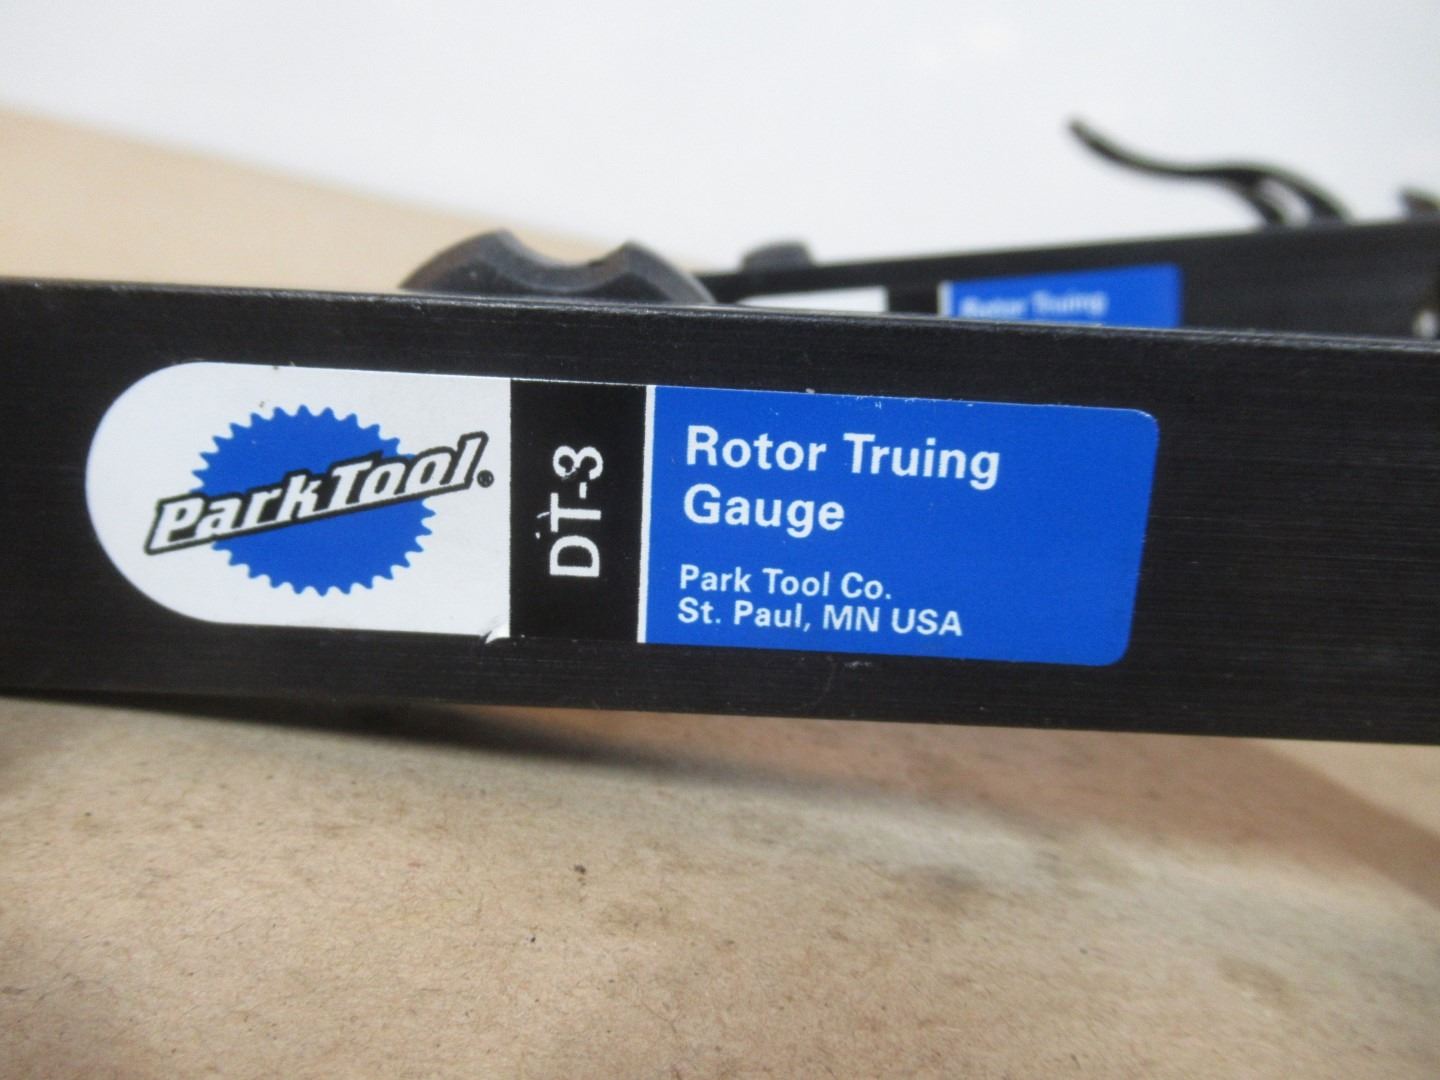 ParkTool®
DT-3
Rotor Truing
Gauge
Park Tool Co.
St. Paul, MN USA
Rotor Truing